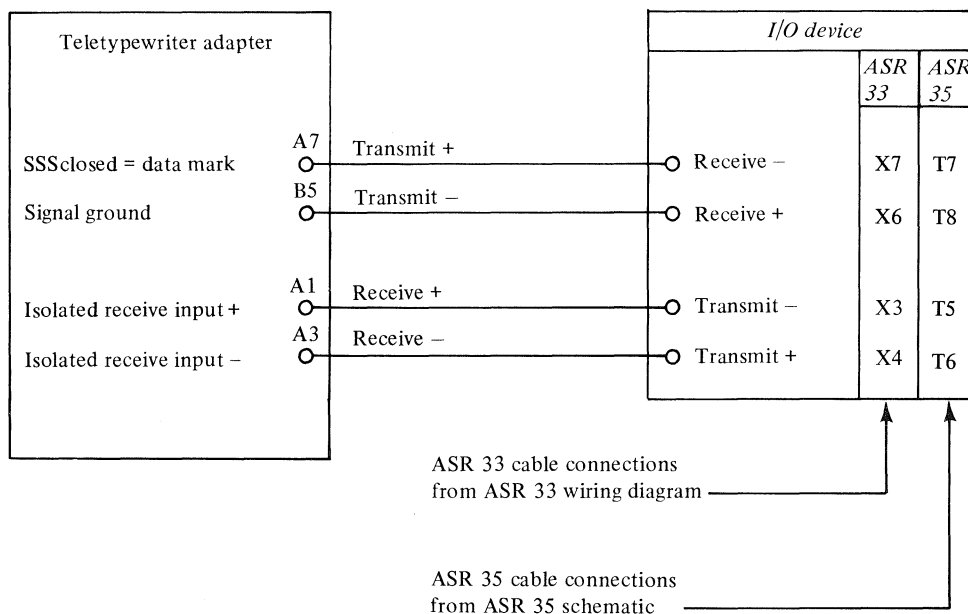 Teletypewriter adapter
I/O device
ASR 33
ASR 35
SSSclosed = data mark
A7
Transmit +
Receive −
X7
T7
Signal ground
B5
Transmit −
Receive +
X6
T8
Isolated receive input +
A1
Receive +
Transmit −
X3
T5
Isolated receive input −
A3
Receive −
Transmit +
X4
T6
ASR 33 cable connections
from ASR 33 wiring diagram
ASR 35 cable connections
from ASR 35 schematic